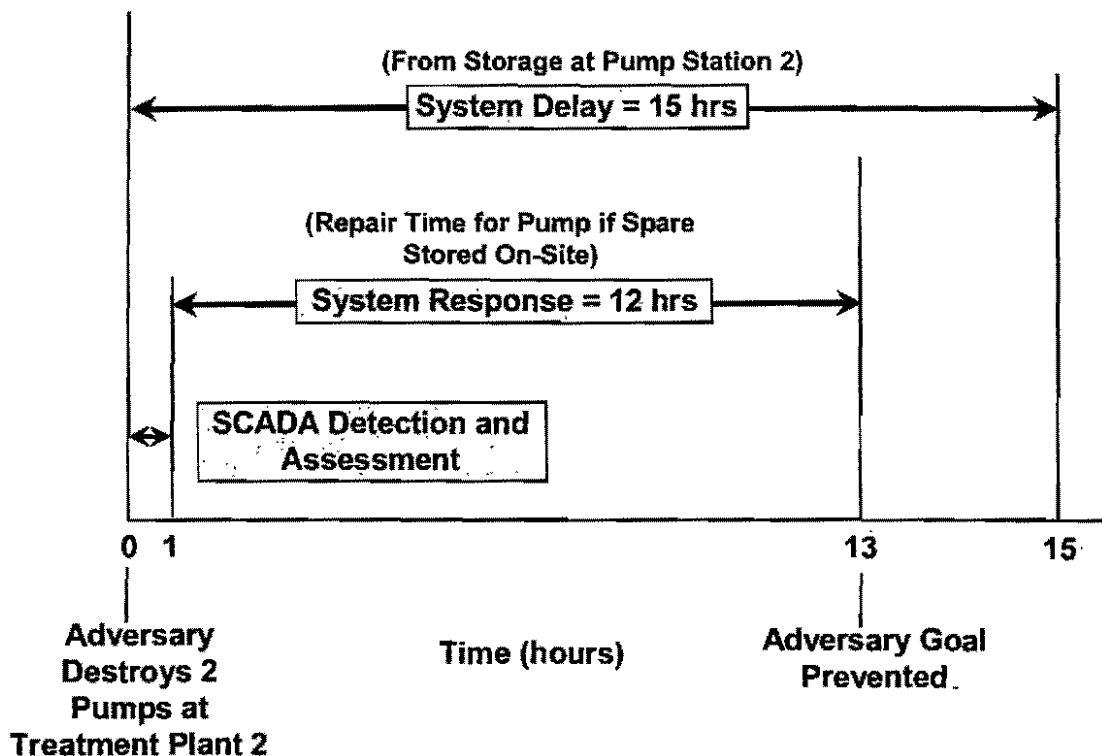 (From Storage at Pump Station 2)
System Delay = 15 hrs
(Repair Time for Pump if Spare
Stored On-Site)
System Response = 12 hrs
SCADA Detection and
Assessment
0 1 13 15
Adversary
Destroys 2
Pumps at
Treatment Plant 2
Time (hours)
Adversary Goal
Prevented